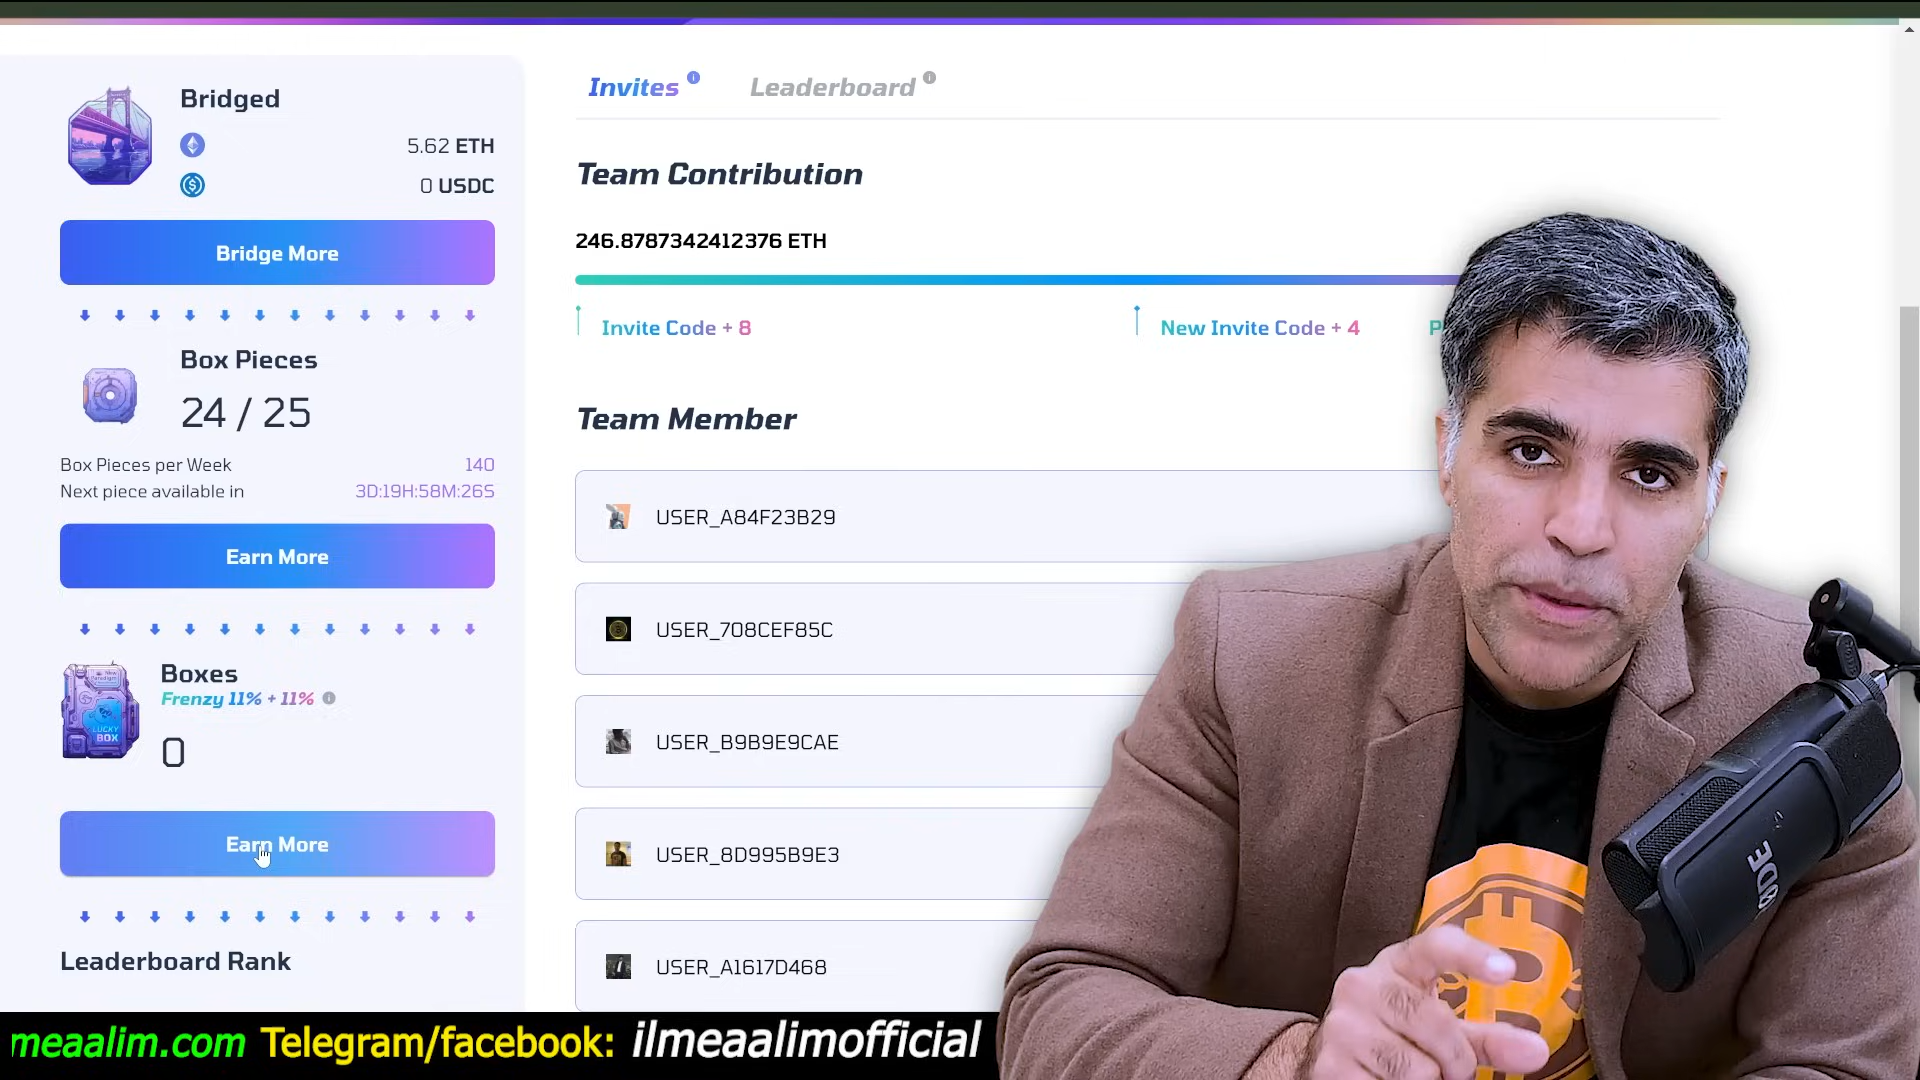 Bridged
5.62 ETH
0 USDC
Bridge More
Box Pieces
24 / 25
Box Pieces per Week 140
Next piece available in 3D:19H:58M:26S
Earn More
Boxes
Frenzy 11% + 11%
0
LUCKY
BOX
Earn More
Leaderboard Rank
Invites
Leaderboard
Team Contribution
246.8787342412376 ETH
Invite Code + 8
New Invite Code + 4
P
Team Member
USER_A84F23B29
USER_708CEF85C
USER_B9B9E9CAE
USER_8D995B9E3
USER_A1617D468
meaalim.com Telegram/facebook: ilmeaalimofficial